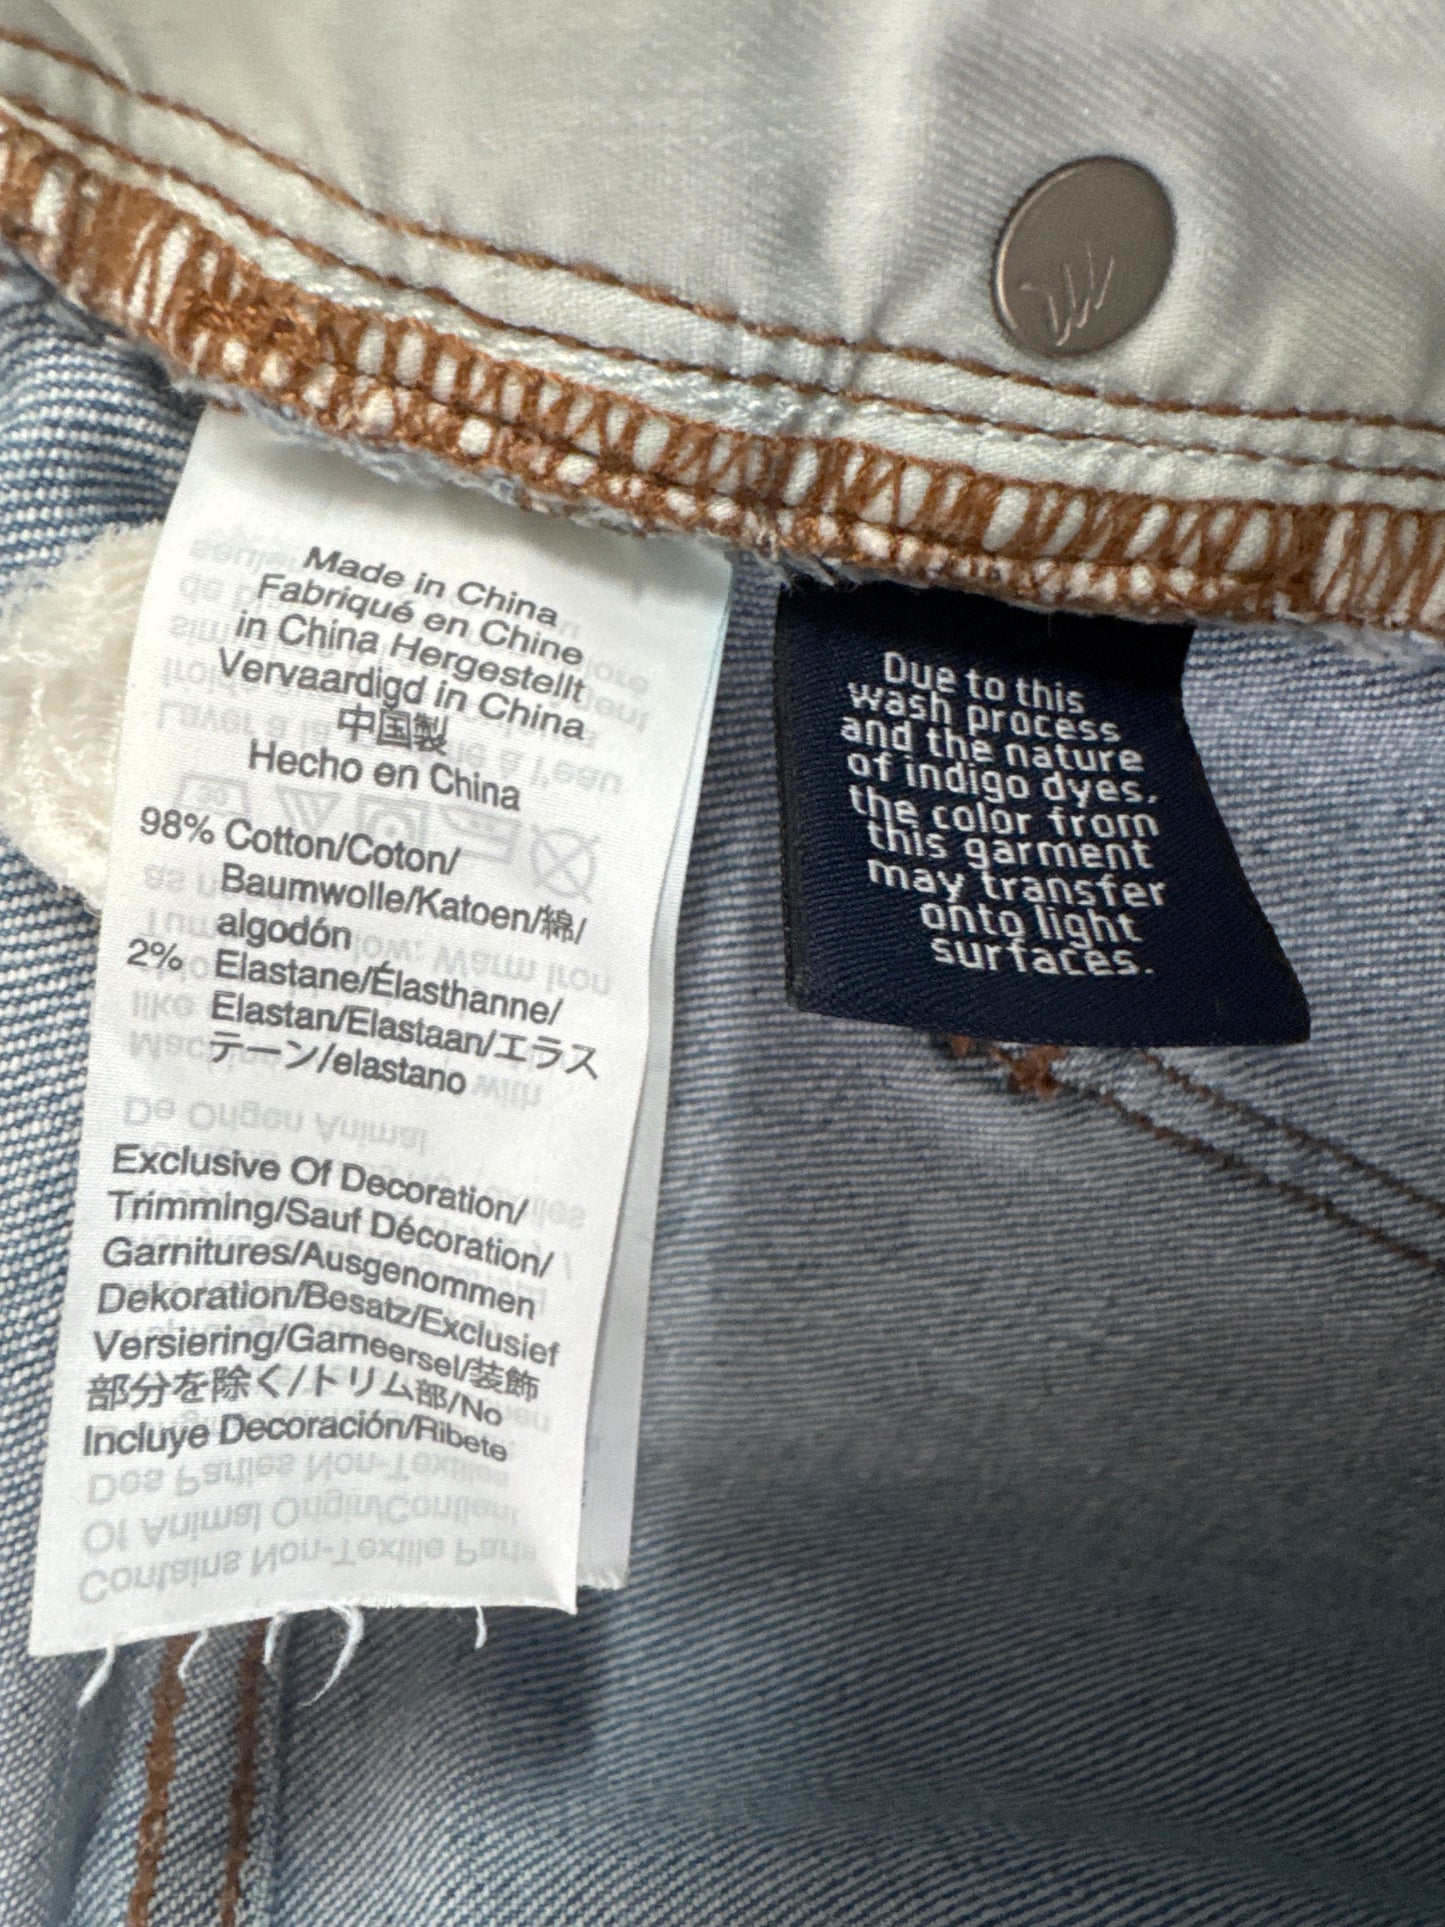 Made in China
Fabriqué en Chine
in China Hergestellt
Vervaardigd in China
中国製
Hecho en China
98% Cotton/Coton/
Baumwolle/Katoen/綿/
algodón
2% Elastane/Élasthanne/
Elastan/Elastaan/エラス
テーン/elastano
Exclusive Of Decoration/
Trimming/Sauf Décoration/
Garnitures/Ausgenommen
Dekoration/Besatz/Exclusief
Versiering/Garneersel/装飾
部分を除く/トリム部/No
Incluye Decoración/Ribete
Due to this
wash process
and the nature
of indigo dyes,
the color from
this garment
may transfer
onto light
surfaces.